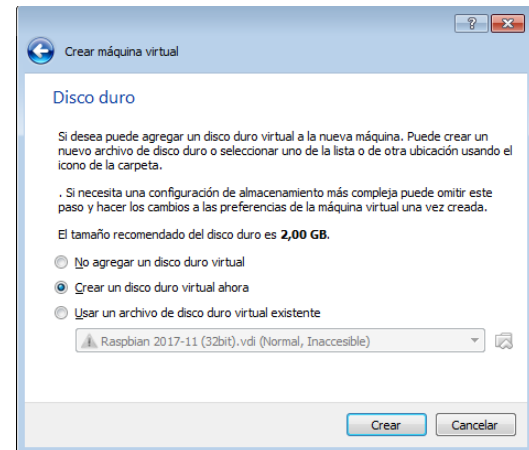 ?
Crear máquina virtual
Disco duro
Si desea puede agregar un disco duro virtual a la nueva máquina. Puede crear un
nuevo archivo de disco duro o seleccionar uno de la lista o de otra ubicación usando el
icono de la carpeta.
. Si necesita una configuración de almacenamiento más compleja puede omitir este
paso y hacer los cambios a las preferencias de la máquina virtual una vez creada.
El tamaño recomendado del disco duro es 2,00 GB.
No agregar un disco duro virtual
Crear un disco duro virtual ahora
Usar un archivo de disco duro virtual existente
Raspbian 2017-11 (32bit).vdi (Normal, Inaccesible)
Crear Cancelar